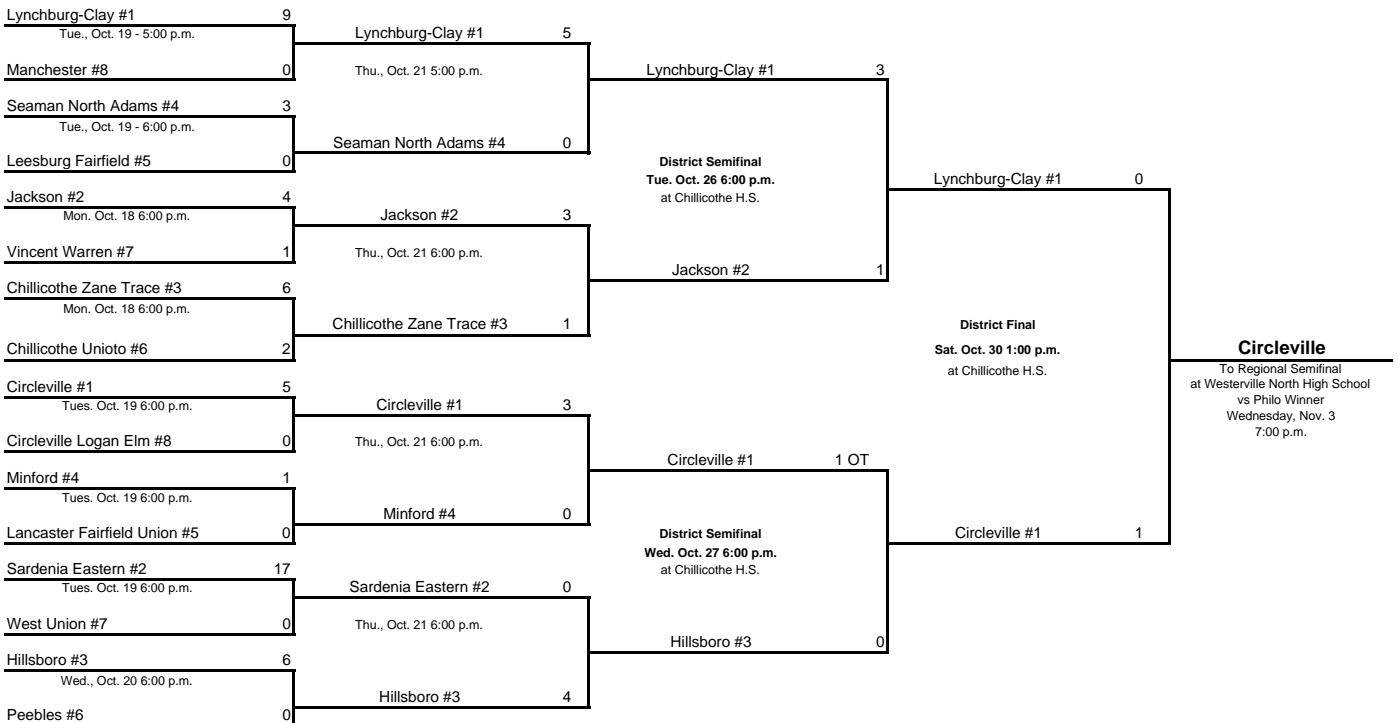 Lynchburg-Clay #1 9
Tue., Oct. 19 - 5:00 p.m.
Manchester #8 0
Seaman North Adams #4 3
Tue., Oct. 19 - 6:00 p.m.
Leesburg Fairfield #5 0
Jackson #2 4
Mon. Oct. 18 6:00 p.m.
Vincent Warren #7 1
Chillicothe Zane Trace #3 6
Mon. Oct. 18 6:00 p.m.
Chillicothe Unioto #6 2
Circleville #1 5
Tues. Oct. 19 6:00 p.m.
Circleville Logan Elm #8 0
Minford #4 1
Tues. Oct. 19 6:00 p.m.
Lancaster Fairfield Union #5 0
Sardenia Eastern #2 17
Tues. Oct. 19 6:00 p.m.
West Union #7 0
Hillsboro #3 6
Wed., Oct. 20 6:00 p.m.
Peebles #6 0
Lynchburg-Clay #1 5
Thu., Oct. 21 5:00 p.m.
Seaman North Adams #4 0
Jackson #2 3
Thu., Oct. 21 6:00 p.m.
Chillicothe Zane Trace #3 1
Circleville #1 3
Thu., Oct. 21 6:00 p.m.
Minford #4 0
Sardenia Eastern #2 0
Thu., Oct. 21 6:00 p.m.
Hillsboro #3 4
Lynchburg-Clay #1 3
District Semifinal
Tue. Oct. 26 6:00 p.m.
at Chillicothe H.S.
Jackson #2 1
Circleville #1 1 OT
District Semifinal
Wed. Oct. 27 6:00 p.m.
at Chillicothe H.S.
Hillsboro #3 0
Lynchburg-Clay #1 0
District Final
Sat. Oct. 30 1:00 p.m.
at Chillicothe H.S.
Circleville #1 1
Circleville
To Regional Semifinal
at Westerville North High School
vs Philo Winner
Wednesday, Nov. 3
7:00 p.m.